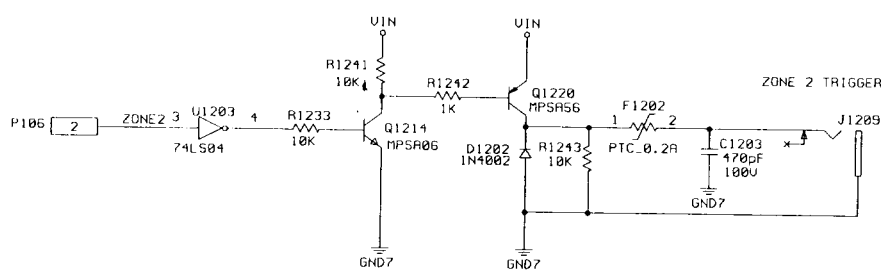 VIN
VIN
R1241
10K
R1242
1K
Q1220
MPSA56
ZONE 2 TRIGGER
P106
2
ZONE2
3
U1203
4
74LS04
R1233
10K
Q1214
MPSA06
D1202
1N4002
R1243
10K
1
F1202
2
PTC_0.2A
C1203
470pF
100V
J1209
GND7
GND7
GND7